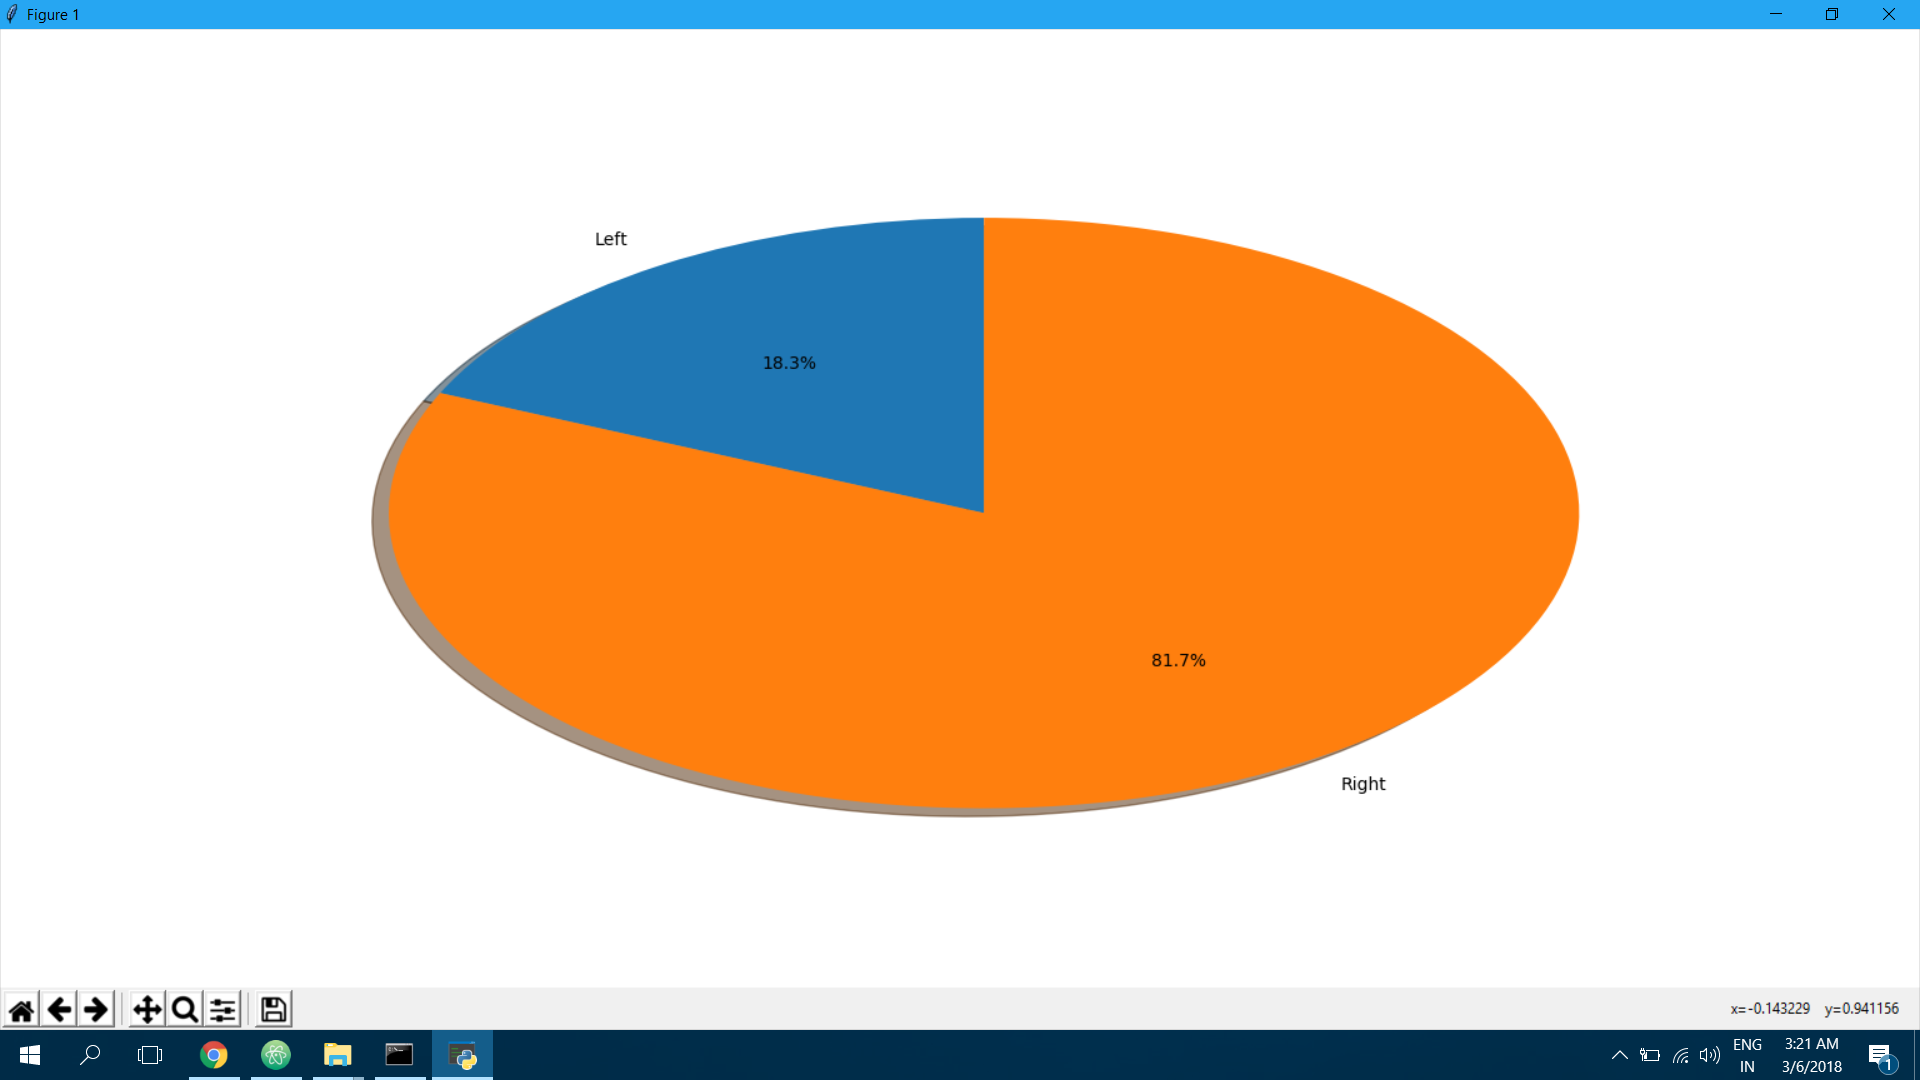 Figure 1
Left
18.3%
81.7%
Right
x=-0.143229 y=0.941156
ENG
IN
3:21 AM
3/6/2018
1